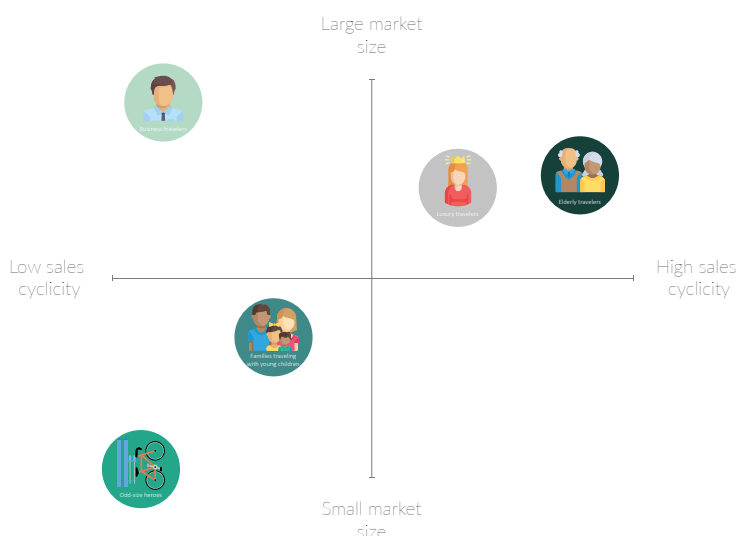 Large market
size
Business travelers
Luxury travelers
Elderly travelers
Low sales
cyclicity
High sales
cyclicity
Families traveling
with young children
Odd-size heroes
Small market
size